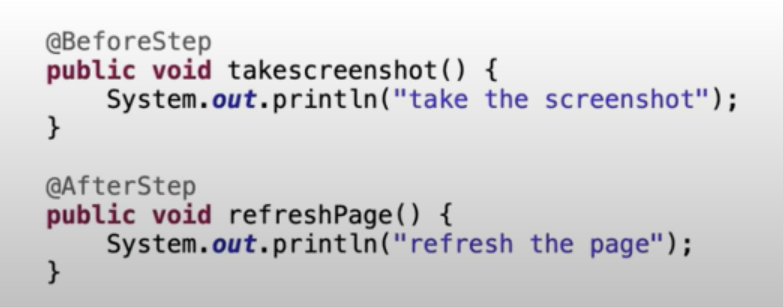 @BeforeStep
public void takescreenshot() {
    System.out.println("take the screenshot");
}
@AfterStep
public void refreshPage() {
    System.out.println("refresh the page");
}